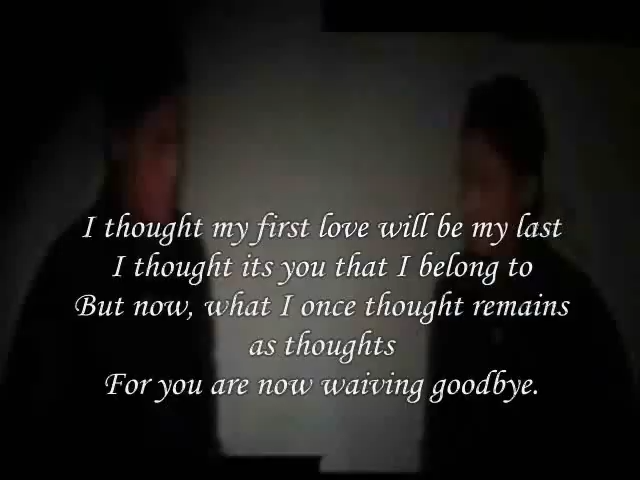 I thought my first love will be my last
I thought its you that I belong to
But now, what I once thought remains
as thoughts
For you are now waiving goodbye.